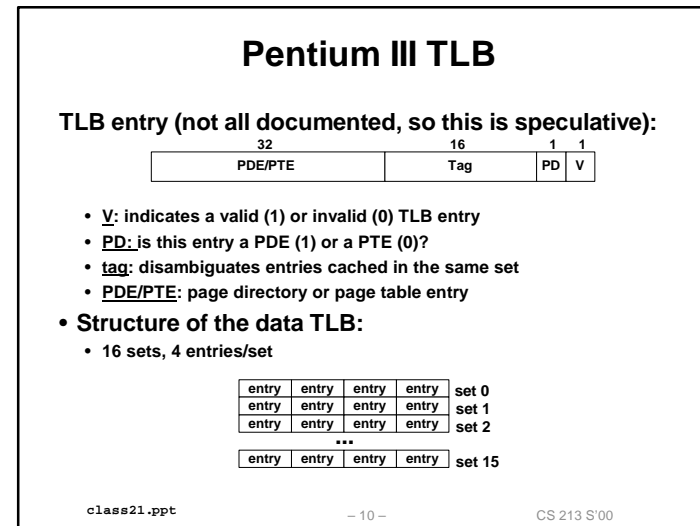 Pentium III TLB
TLB entry (not all documented, so this is speculative):
32 16 1 1
PDE/PTE Tag PD V
• V: indicates a valid (1) or invalid (0) TLB entry
• PD: is this entry a PDE (1) or a PTE (0)?
• tag: disambiguates entries cached in the same set
• PDE/PTE: page directory or page table entry
• Structure of the data TLB:
• 16 sets, 4 entries/set
entry entry entry entry set 0
entry entry entry entry set 1
entry entry entry entry set 2
...
entry entry entry entry set 15
class21.ppt – 10 – CS 213 S'00